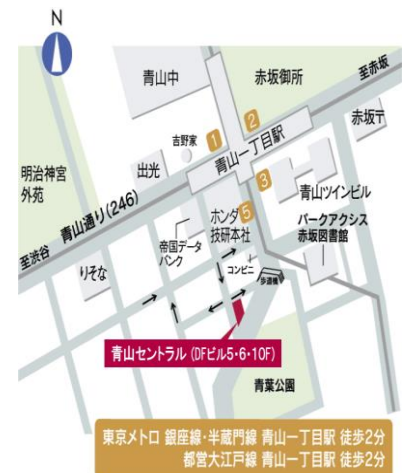 N
青山中
赤坂御所
至赤坂
2
1
吉野家
赤坂〒
出光
青山一丁目駅
3
明治神宮
外苑
青山通り(246)
ホンダ
技研本社
5
青山ツインビル
パークアクシス
赤坂図書館
帝国データ
バンク
至渋谷
りそな
コンビニ
歩道橋
青山セントラル (DFビル5・6・10F)
青葉公園
東京メトロ 銀座線・半蔵門線 青山一丁目駅 徒歩2分
都営大江戸線 青山一丁目駅 徒歩2分